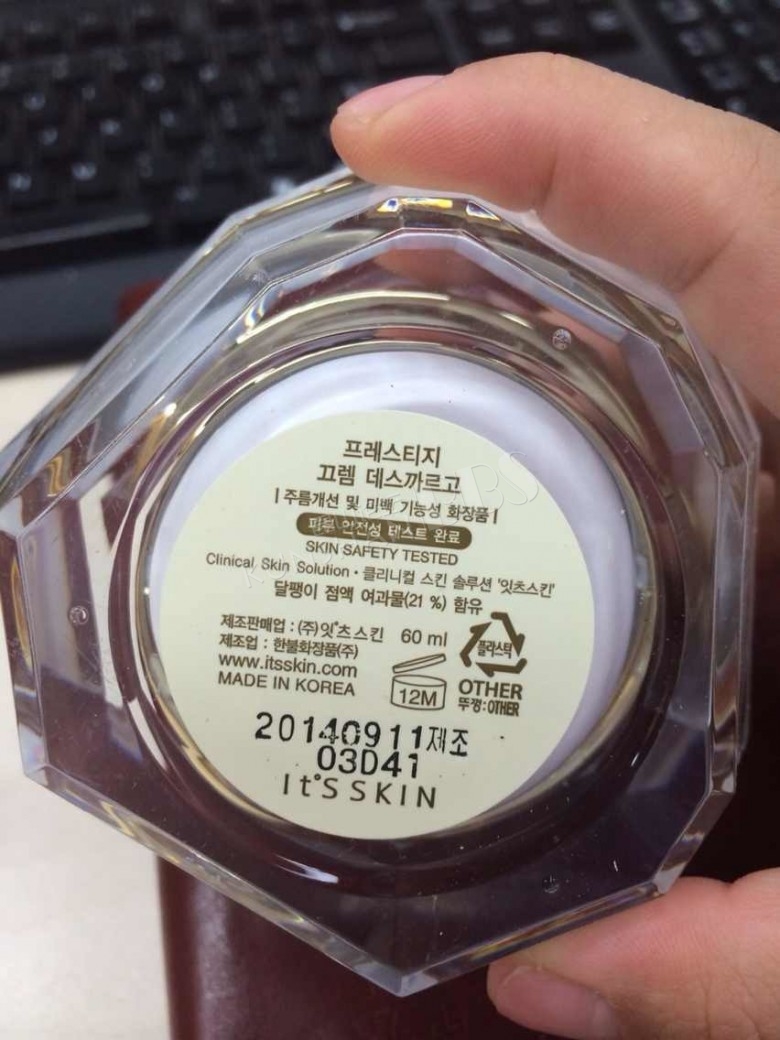 프레스티지
끄렘 데스까르고
| 주름개선 및 미백 기능성 화장품 |
피부 안전성 테스트 완료
SKIN SAFETY TESTED
Clinical Skin Solution • 클리니컬 스킨 솔루션 '잇츠스킨'
달팽이 점액 여과물(21 %) 함유
제조판매업 : (주)잇츠스킨 60 ml
제조업 : 한불화장품(주)
www.itsskin.com
MADE IN KOREA
12M
플라스틱
OTHER
뚜껑:OTHER
20140911제조
03D41
It'S SKIN